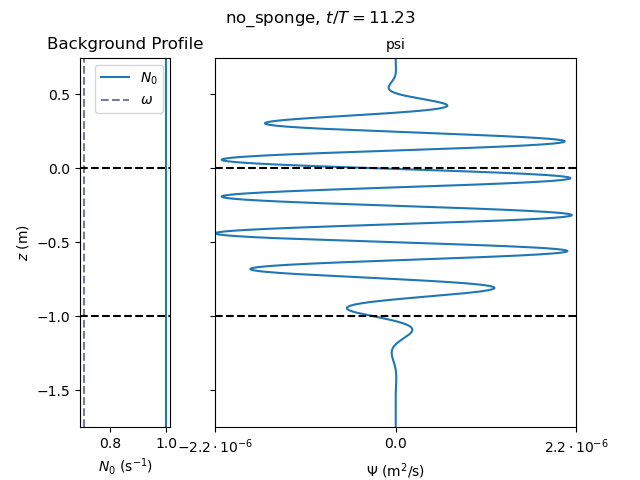 no_sponge, t/T = 11.23
Background Profile
psi
N₀
ω
0.5
0.0
−0.5
−1.0
−1.5
z (m)
0.8
1.0
N₀ (s⁻¹)
−2.2 · 10⁻⁶
0.0
2.2 · 10⁻⁶
Ψ (m²/s)